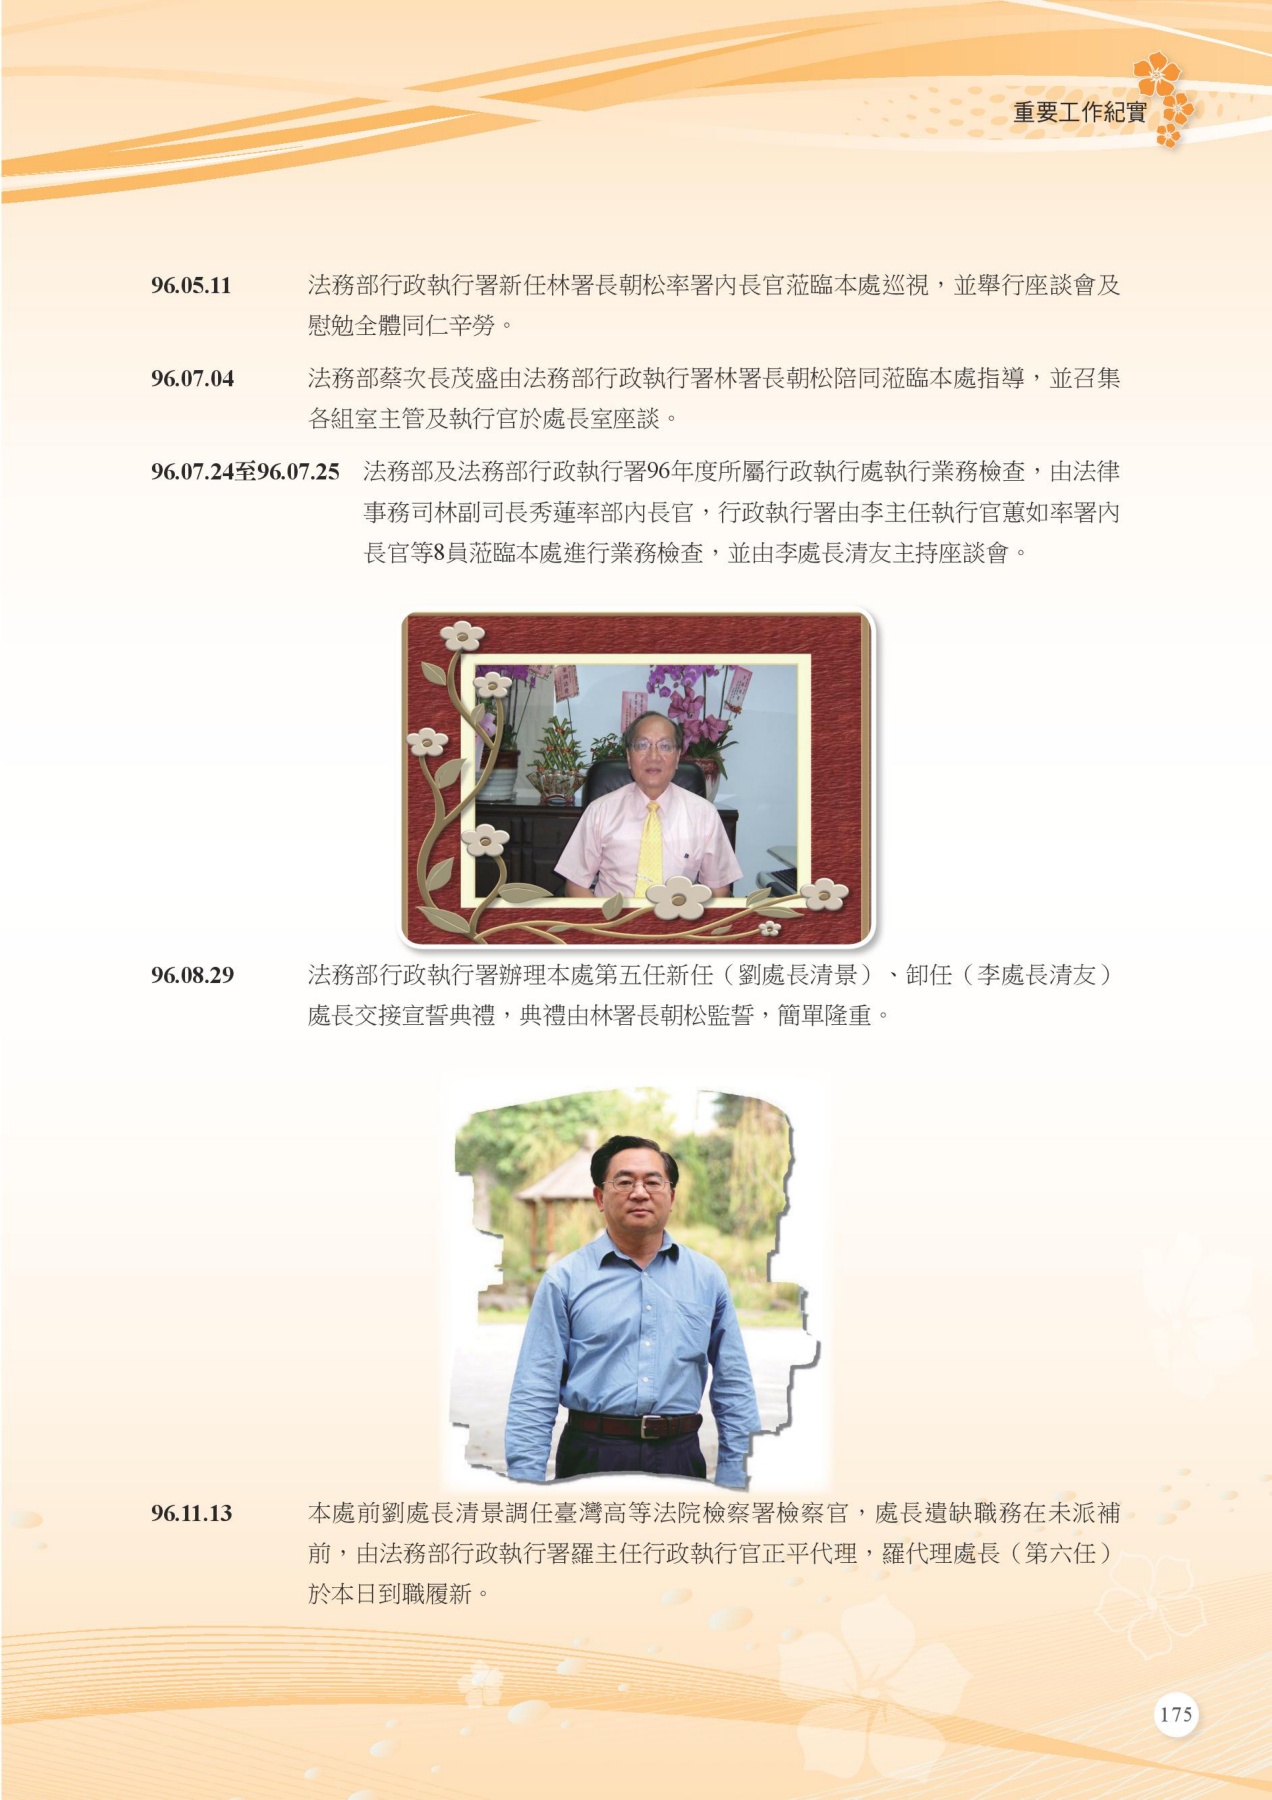 重要工作紀實
96.05.11 法務部行政執行署新任林署長朝松率署內長官蒞臨本處巡視，並舉行座談會及
慰勉全體同仁辛勞。
96.07.04 法務部蔡次長茂盛由法務部行政執行署林署長朝松陪同蒞臨本處指導，並召集
各組室主管及執行官於處長室座談。
96.07.24至96.07.25 法務部及法務部行政執行署96年度所屬行政執行處執行業務檢查，由法律
事務司林副司長秀蓮率部內長官，行政執行署由李主任執行官蕙如率署內
長官等8員蒞臨本處進行業務檢查，並由李處長清友主持座談會。
96.08.29 法務部行政執行署辦理本處第五任新任（劉處長清景）、卸任（李處長清友）
處長交接宣誓典禮，典禮由林署長朝松監誓，簡單隆重。
96.11.13 本處前劉處長清景調任臺灣高等法院檢察署檢察官，處長遺缺職務在未派補
前，由法務部行政執行署羅主任行政執行官正平代理，羅代理處長（第六任）
於本日到職履新。
175